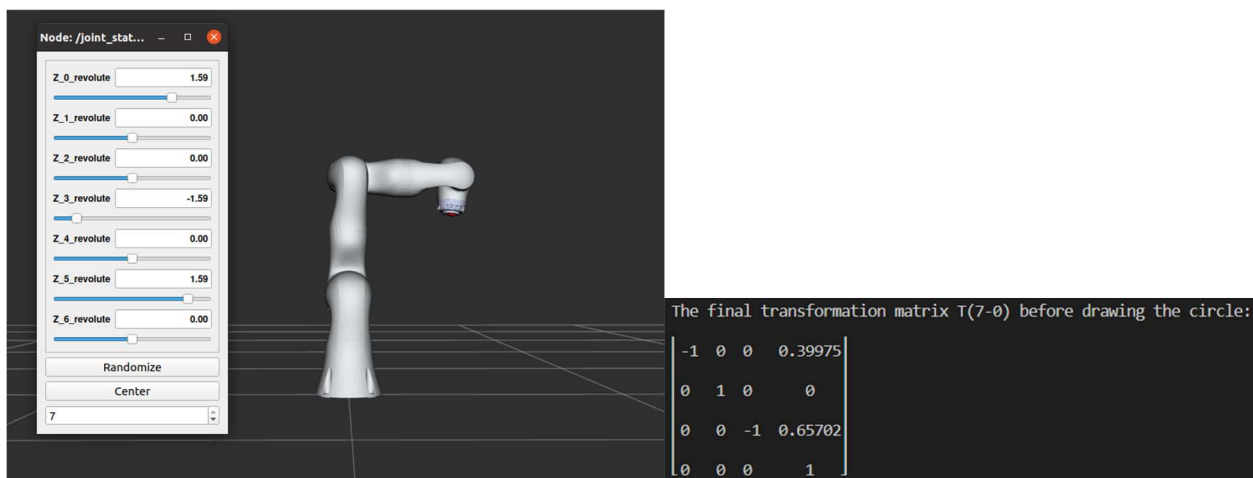 Node: /joint_stat...
Z_0_revolute 1.59
Z_1_revolute 0.00
Z_2_revolute 0.00
Z_3_revolute -1.59
Z_4_revolute 0.00
Z_5_revolute 1.59
Z_6_revolute 0.00
Randomize
Center
7
The final transformation matrix T(7-0) before drawing the circle:
-1 0 0 0.39975
0 1 0 0
0 0 -1 0.65702
0 0 0 1